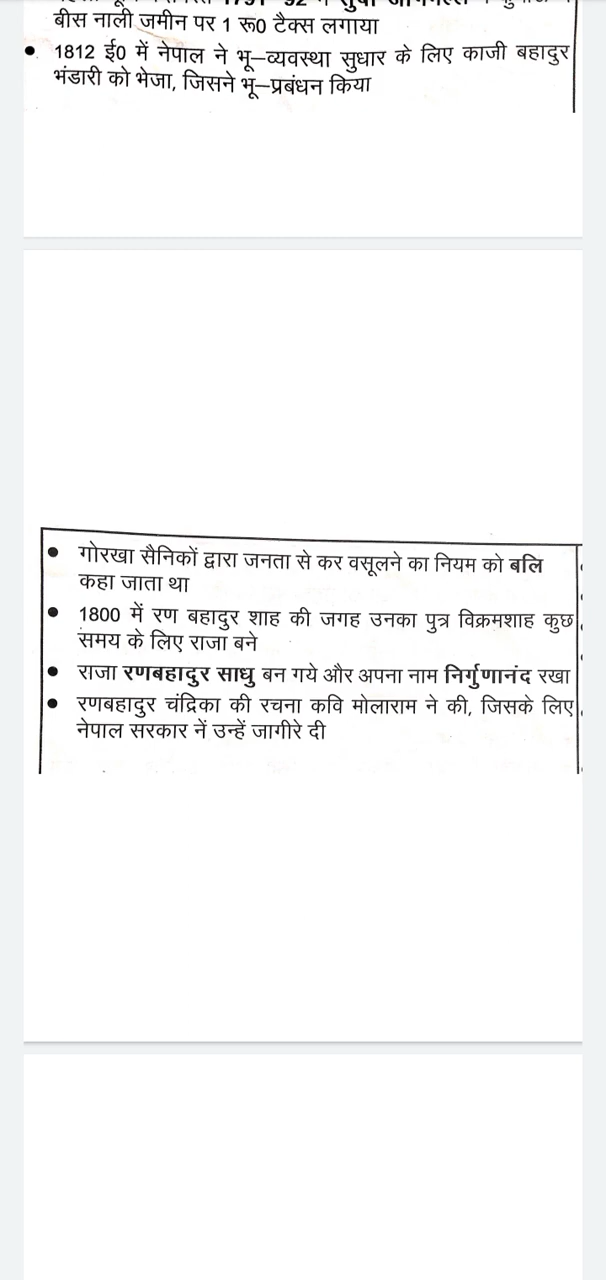 बीस नाली जमीन पर 1 रू0 टैक्स लगाया
• 1812 ई0 में नेपाल ने भू–व्यवस्था सुधार के लिए काजी बहादुर
भंडारी को भेजा, जिसने भू–प्रबंधन किया
• गोरखा सैनिकों द्वारा जनता से कर वसूलने का नियम को बलि
कहा जाता था
• 1800 में रण बहादुर शाह की जगह उनका पुत्र विक्रमशाह कुछ
समय के लिए राजा बने
• राजा रणबहादुर साधु बन गये और अपना नाम निर्गुणानंद रखा
• रणबहादुर चंद्रिका की रचना कवि मोलाराम ने की, जिसके लिए
नेपाल सरकार नें उन्हें जागीरे दी